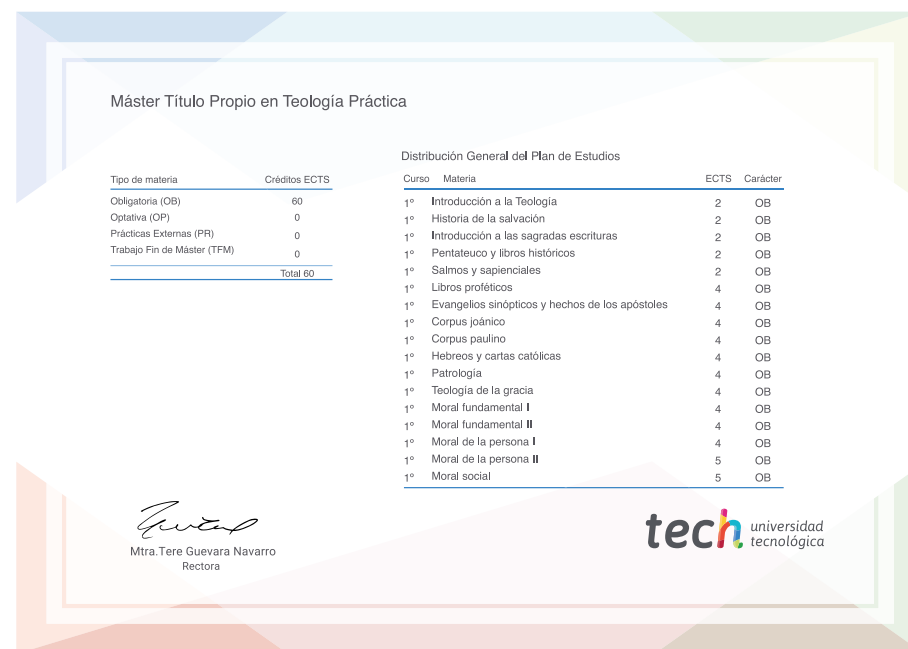 Máster Título Propio en Teología Práctica
Distribución General del Plan de Estudios
Tipo de materia Créditos ECTS
Obligatoria (OB) 60
Optativa (OP) 0
Prácticas Externas (PR) 0
Trabajo Fin de Máster (TFM) 0
Total 60
Curso Materia ECTS Carácter
1º Introducción a la Teología 2 OB
1º Historia de la salvación 2 OB
1º Introducción a las sagradas escrituras 2 OB
1º Pentateuco y libros históricos 2 OB
1º Salmos y sapienciales 2 OB
1º Libros proféticos 4 OB
1º Evangelios sinópticos y hechos de los apóstoles 4 OB
1º Corpus joánico 4 OB
1º Corpus paulino 4 OB
1º Hebreos y cartas católicas 4 OB
1º Patrología 4 OB
1º Teología de la gracia 4 OB
1º Moral fundamental I 4 OB
1º Moral fundamental II 4 OB
1º Moral de la persona I 4 OB
1º Moral de la persona II 5 OB
1º Moral social 5 OB
Mtra.Tere Guevara Navarro
Rectora
tech universidad
tecnológica